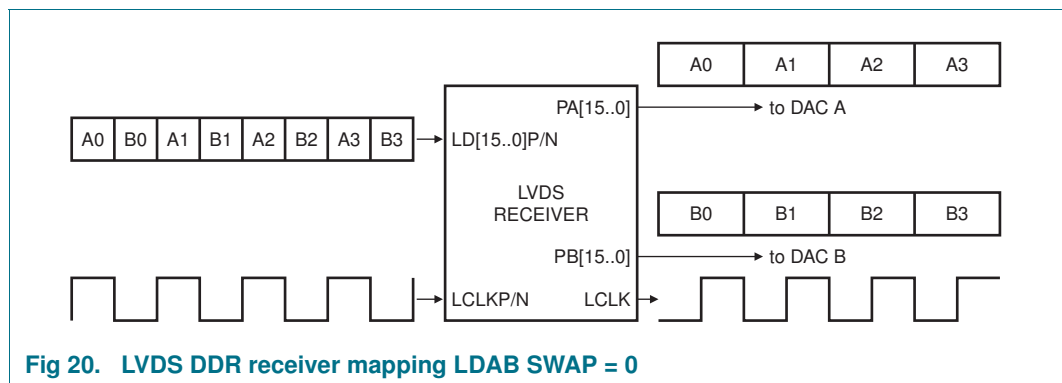 A0 A1 A2 A3
PA[15..0] to DAC A
A0 B0 A1 B1 A2 B2 A3 B3 LD[15..0]P/N
LVDS
RECEIVER
B0 B1 B2 B3
PB[15..0] to DAC B
LCLKP/N LCLK
Fig 20. LVDS DDR receiver mapping LDAB SWAP = 0